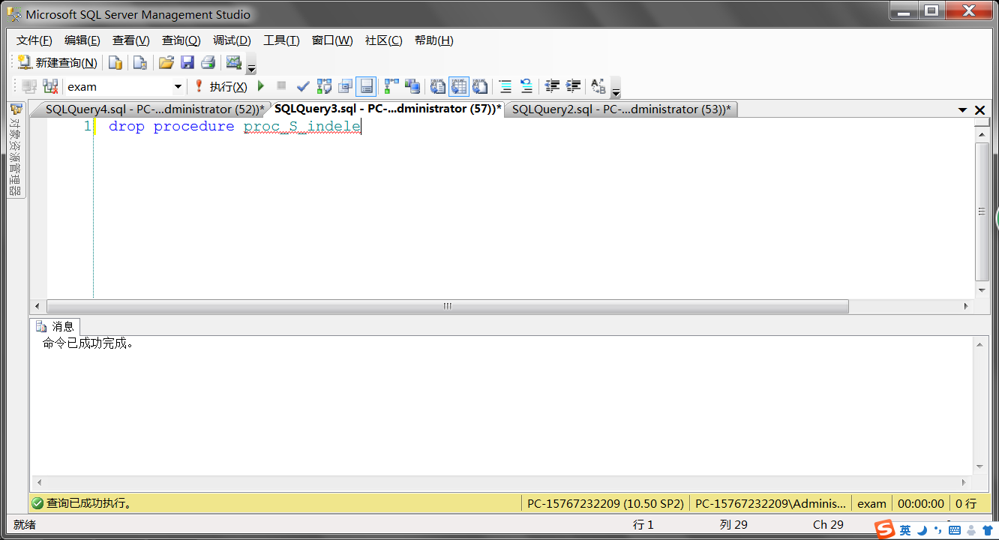 Microsoft SQL Server Management Studio
文件(F) 编辑(E) 查看(V) 查询(Q) 调试(D) 工具(T) 窗口(W) 社区(C) 帮助(H)
新建查询(N)
exam 执行(X)
SQLQuery4.sql - PC-...dministrator (52))* SQLQuery3.sql - PC-...dministrator (57))* SQLQuery2.sql - PC-...dministrator (53))*
对象资源管理器
1 drop procedure proc_S_indele
消息
命令已成功完成。
查询已成功执行。 PC-15767232209 (10.50 SP2) PC-15767232209\Adminis... exam 00:00:00 0 行
就绪 行 1 列 29 Ch 29
S 英